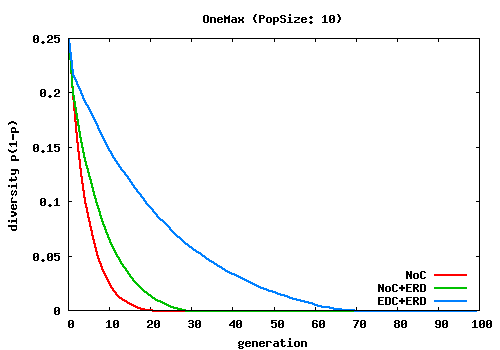 OneMax (PopSize: 10)
diversity p(1-p)
0.25
0.2
0.15
0.1
0.05
0
0 10 20 30 40 50 60 70 80 90 100
generation
NoC
NoC+ERD
EDC+ERD